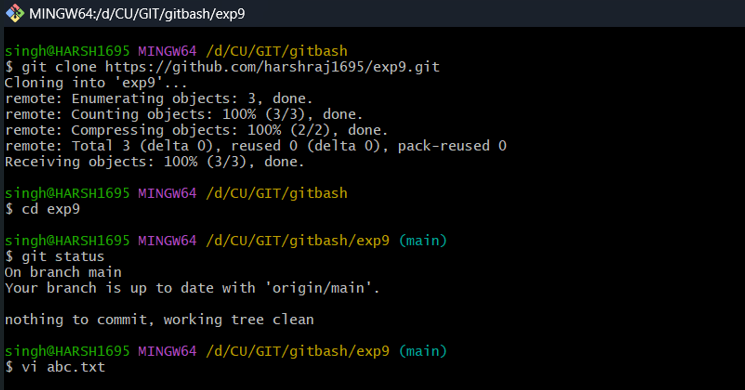 MINGW64:/d/CU/GIT/gitbash/exp9
singh@HARSH1695 MINGW64 /d/CU/GIT/gitbash
$ git clone https://github.com/harshraj1695/exp9.git
Cloning into 'exp9'...
remote: Enumerating objects: 3, done.
remote: Counting objects: 100% (3/3), done.
remote: Compressing objects: 100% (2/2), done.
remote: Total 3 (delta 0), reused 0 (delta 0), pack-reused 0
Receiving objects: 100% (3/3), done.
singh@HARSH1695 MINGW64 /d/CU/GIT/gitbash
$ cd exp9
singh@HARSH1695 MINGW64 /d/CU/GIT/gitbash/exp9 (main)
$ git status
On branch main
Your branch is up to date with 'origin/main'.
nothing to commit, working tree clean
singh@HARSH1695 MINGW64 /d/CU/GIT/gitbash/exp9 (main)
$ vi abc.txt